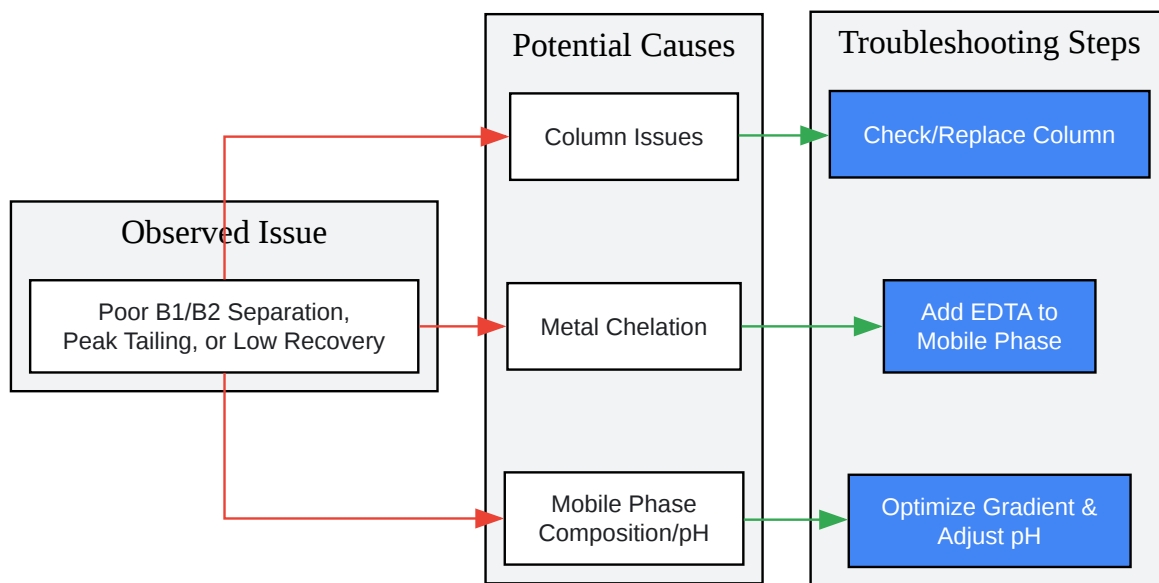 Potential Causes
Troubleshooting Steps
Column Issues
Check/Replace Column
Observed Issue
Poor B1/B2 Separation,
Peak Tailing, or Low Recovery
Metal Chelation
Add EDTA to
Mobile Phase
Mobile Phase
Composition/pH
Optimize Gradient &
Adjust pH